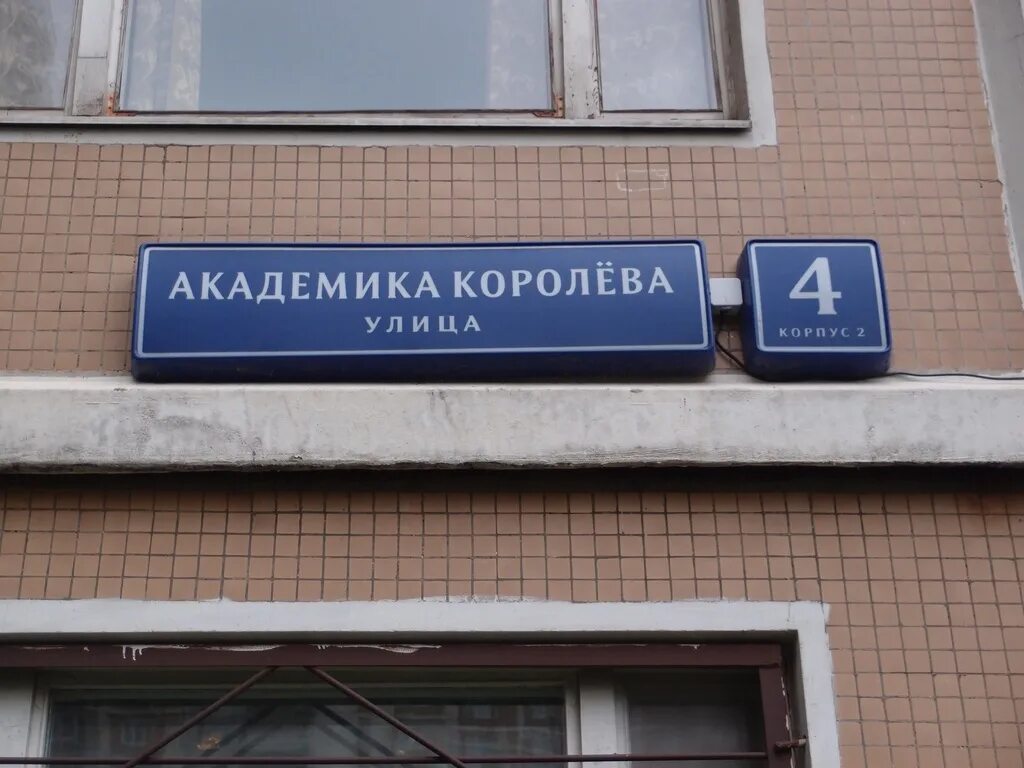 АКАДЕМИКА КОРОЛЁВА
УЛИЦА
4
КОРПУС 2